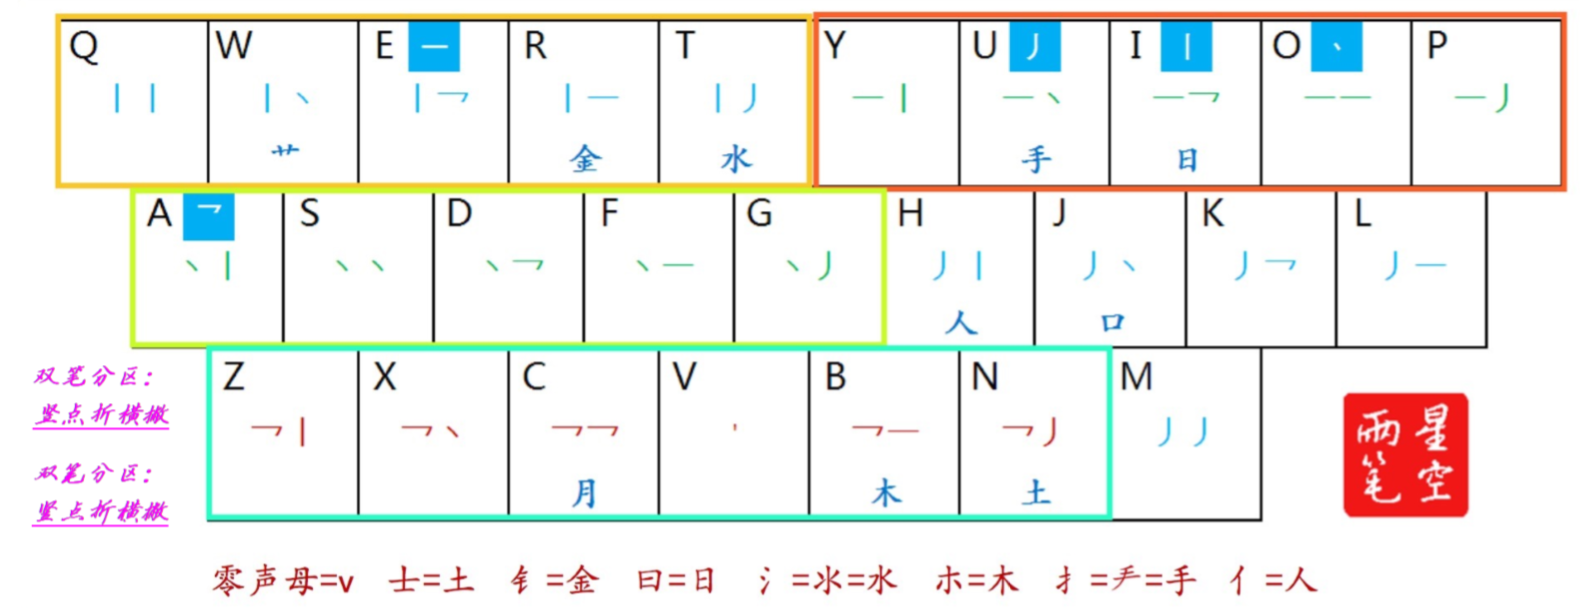 Q W E 一 R T Y U 丿 I 丨 O 丶 P
丨丨 丨丶 丨乛 丨一 丨丿 一丨 一丶 一乛 一一 一丿
艹 金 水 手 日
A 乛 S D F G H J K L
丶丨 丶丶 丶乛 丶一 丶丿 丿丨 丿丶 丿乛 丿一
人 口
Z X C V B N M
乛丨 乛丶 乛乛 ' 乛一 乛丿 丿丿
月 木 土
双笔分区:
竖点折横撇
双笔分区:
竖点折横撇
星空
两笔
零声母=v 士=土 钅=金 曰=日 氵=氺=水 朩=木 扌=龵=手 亻=人